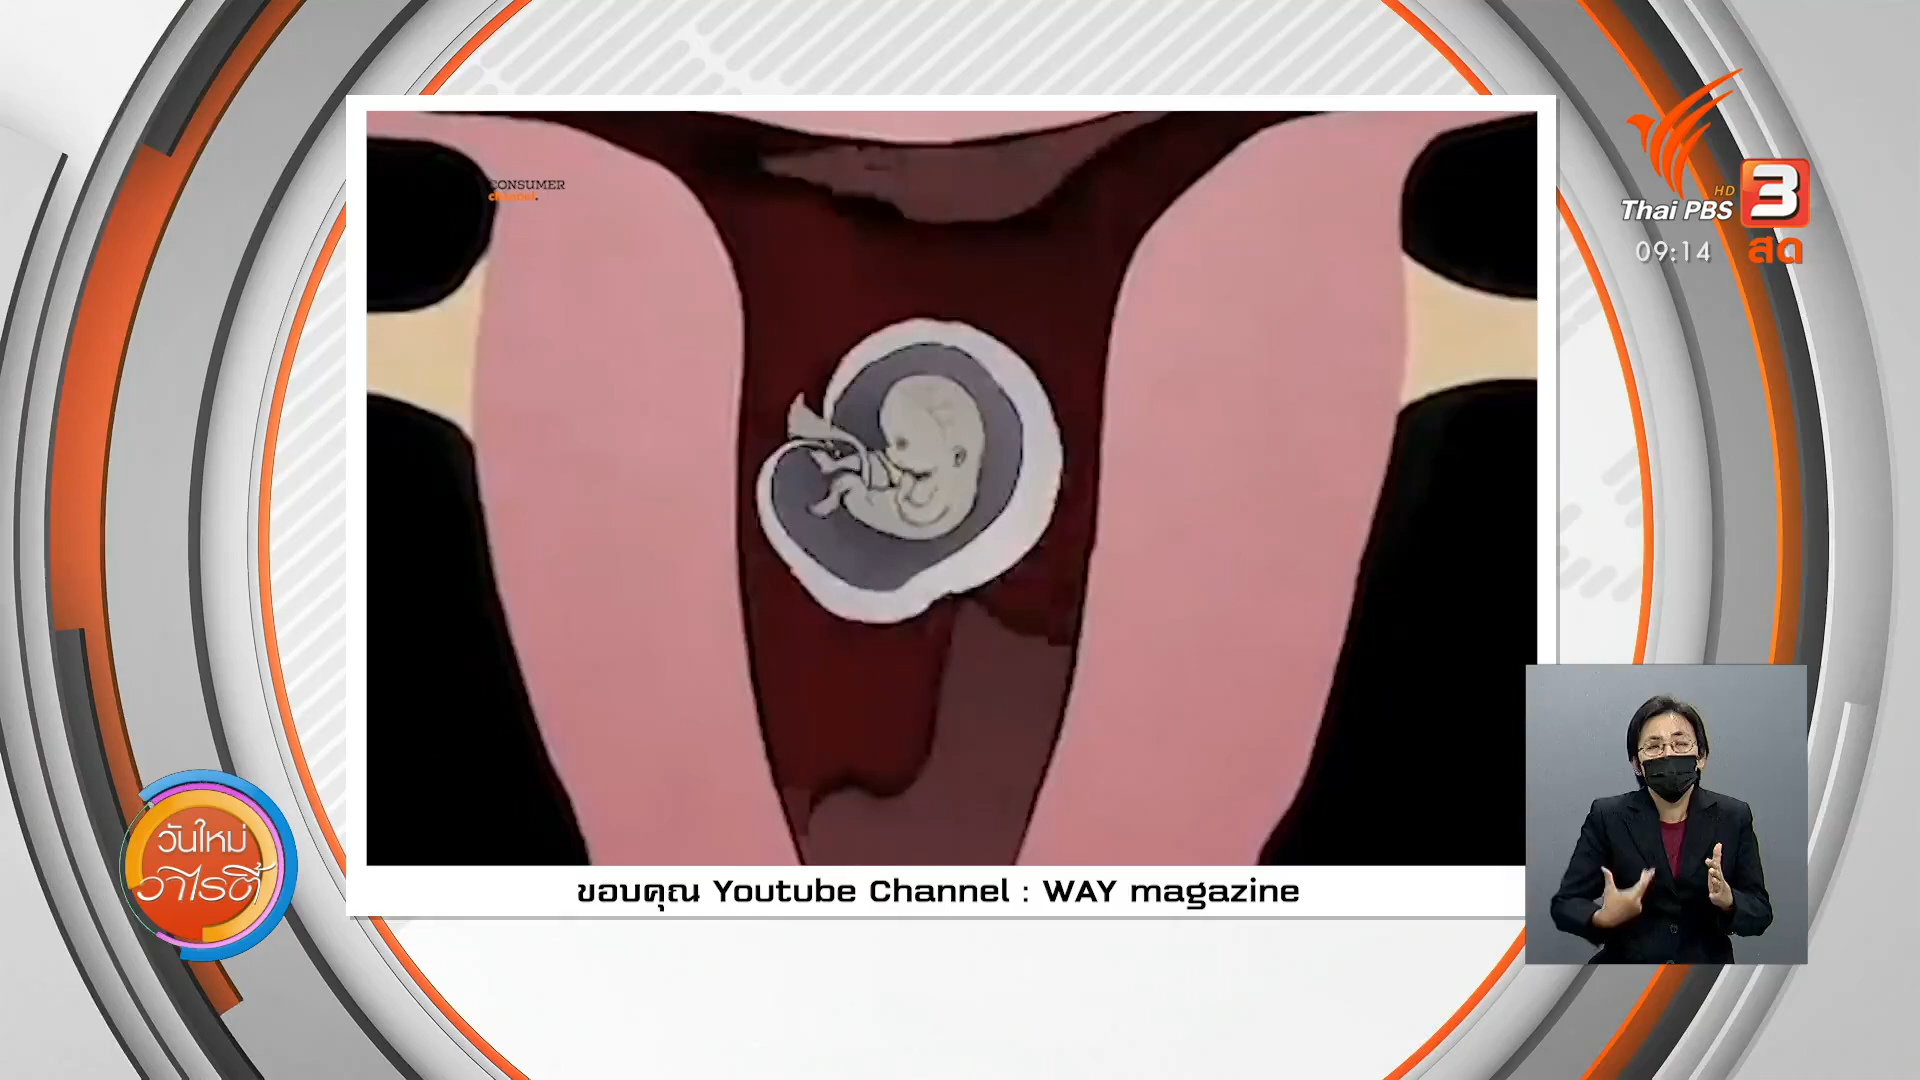 CONSUMER
channel.
HD
Thai PBS 3
09:14 สด
วันใหม่
วาไรตี้
ขอบคุณ Youtube Channel : WAY magazine